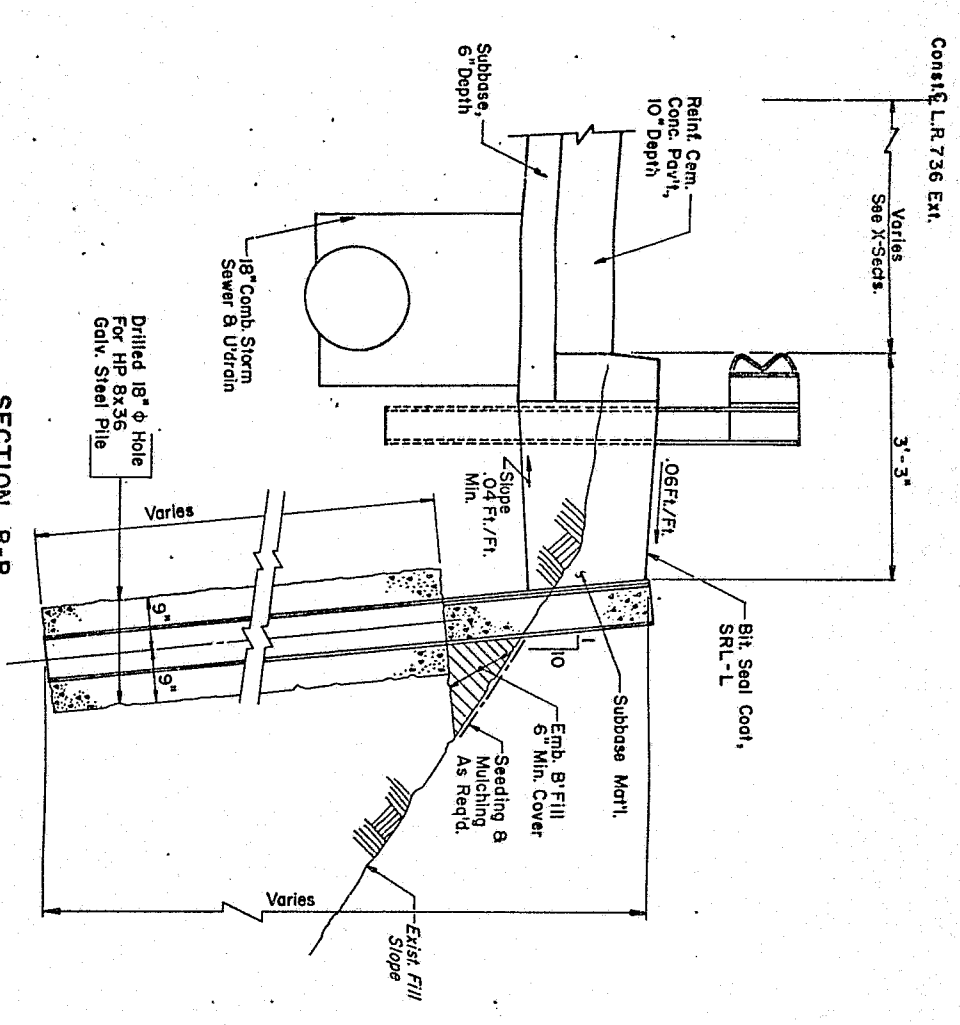 Const. ℄ L.R. 736 Ext.
Varies
See X-Sects.
3'-3"
Reinf. Cem.
Conc. Pav't.,
10" Depth
Subbase,
6" Depth
18" Comb. Storm
Sewer & U'drain
.06 Ft./Ft.
Slope
.04 Ft./Ft.
Min.
Bit. Seal Coat,
SRL-L
Subbase Mat'l.
1
10
Emb. B'Fill
6" Min. Cover
Seeding &
Mulching
As Req'd.
Drilled 18" ϕ Hole
For HP 8x36
Galv. Steel Pile
Varies
9"
9"
Varies
Exist. Fill
Slope
SECTION B-B